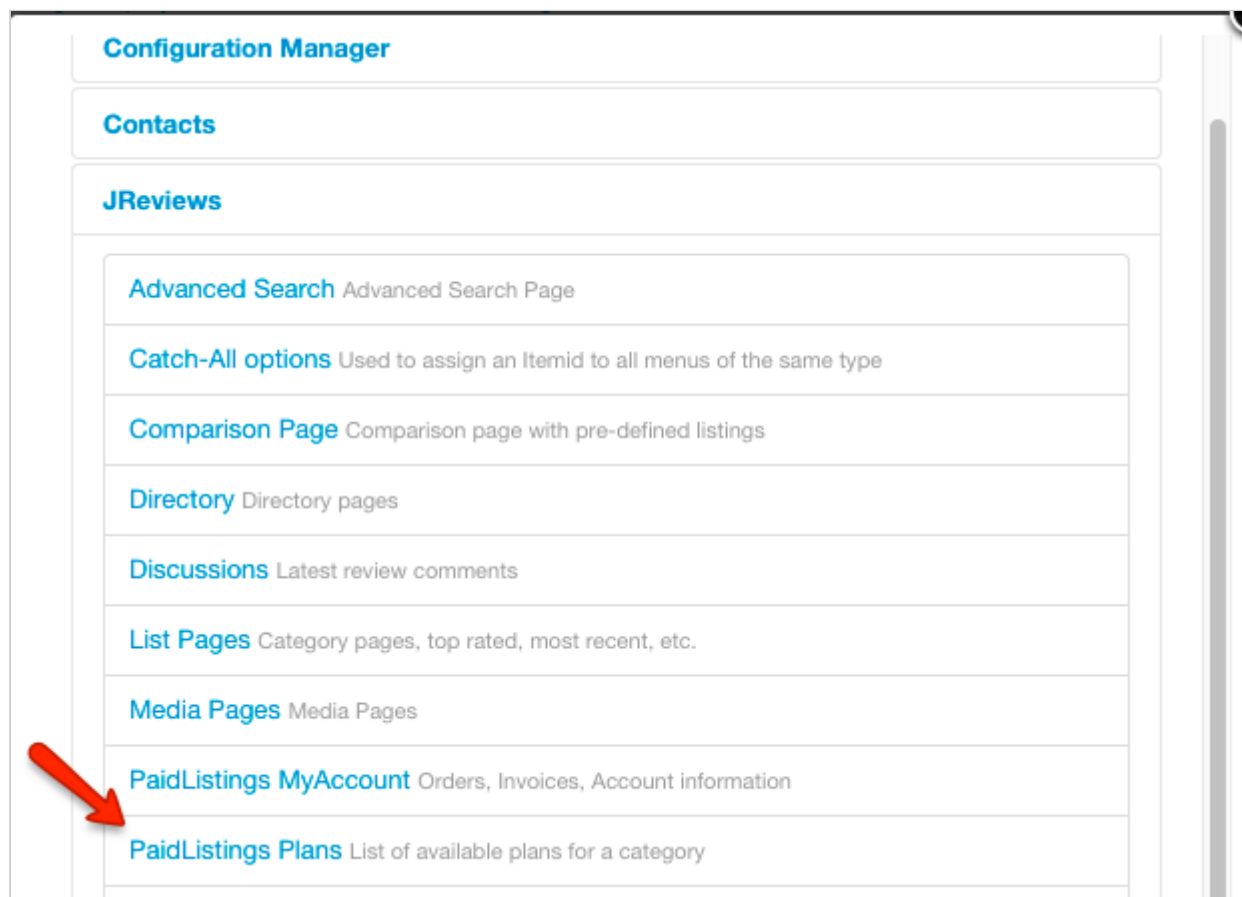 Configuration Manager
Contacts
JReviews
Advanced Search Advanced Search Page
Catch-All options Used to assign an Itemid to all menus of the same type
Comparison Page Comparison page with pre-defined listings
Directory Directory pages
Discussions Latest review comments
List Pages Category pages, top rated, most recent, etc.
Media Pages Media Pages
PaidListings MyAccount Orders, Invoices, Account information
PaidListings Plans List of available plans for a category